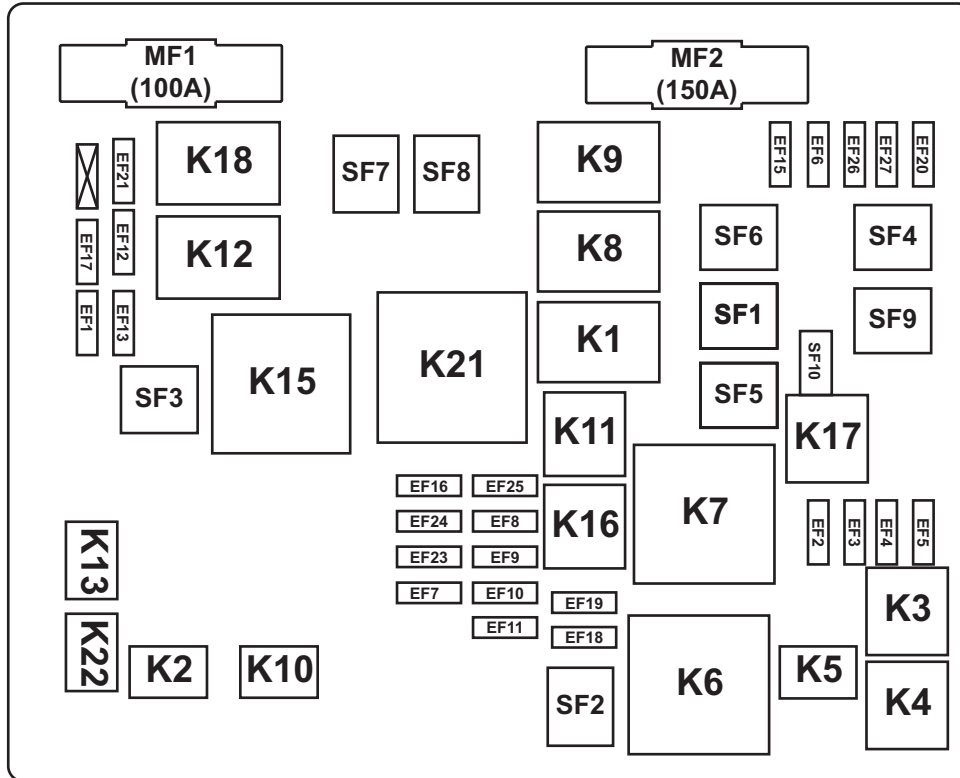 MF1
(100A)
MF2
(150A)
K18
SF7
SF8
K9
EF15
EF6
EF26
EF27
EF20
EF21
EF17
EF12
K12
K8
SF6
SF4
EF1
EF13
K15
K21
K1
SF1
SF9
SF3
SF10
SF5
K11
K17
EF16
EF25
K7
EF24
EF8
K16
EF2
EF3
EF4
EF5
K13
EF23
EF9
EF7
EF10
EF19
K3
EF11
EF18
K22
K2
K10
SF2
K6
K5
K4